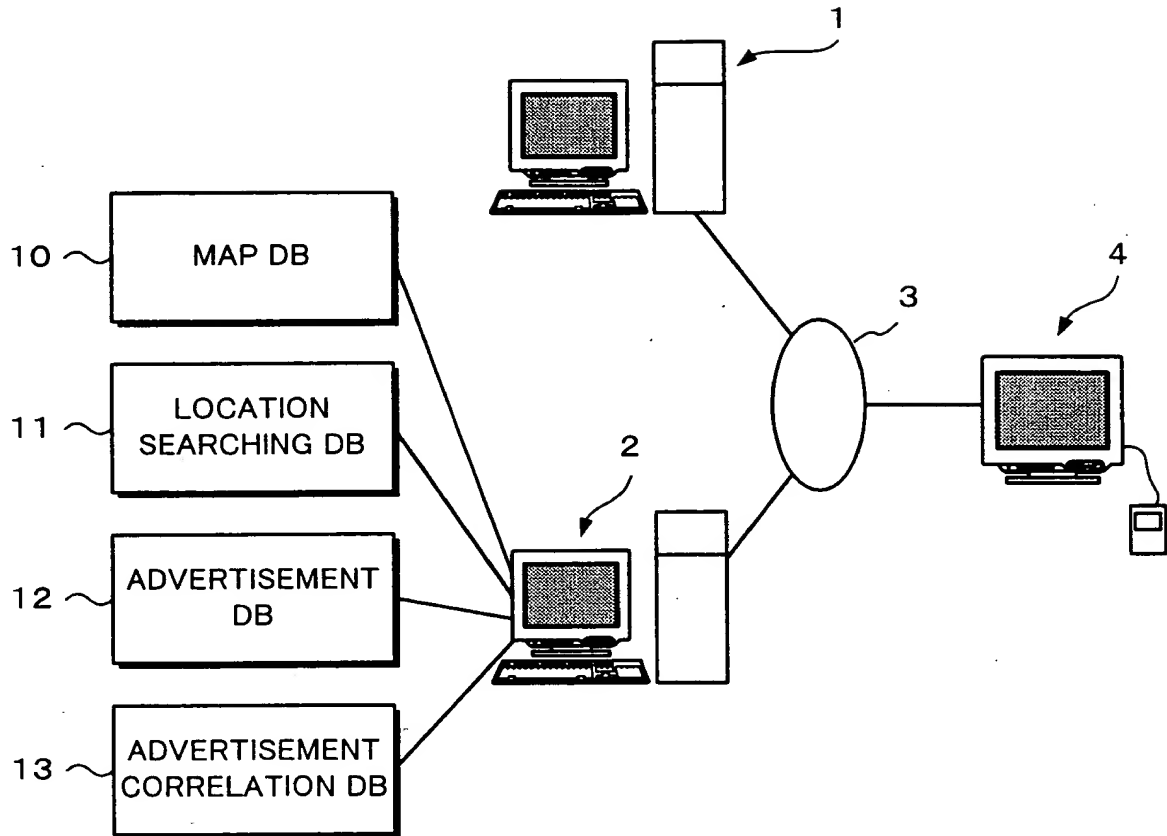 1
10
MAP DB
3
4
11
LOCATION
SEARCHING DB
2
12
ADVERTISEMENT
DB
13
ADVERTISEMENT
CORRELATION DB